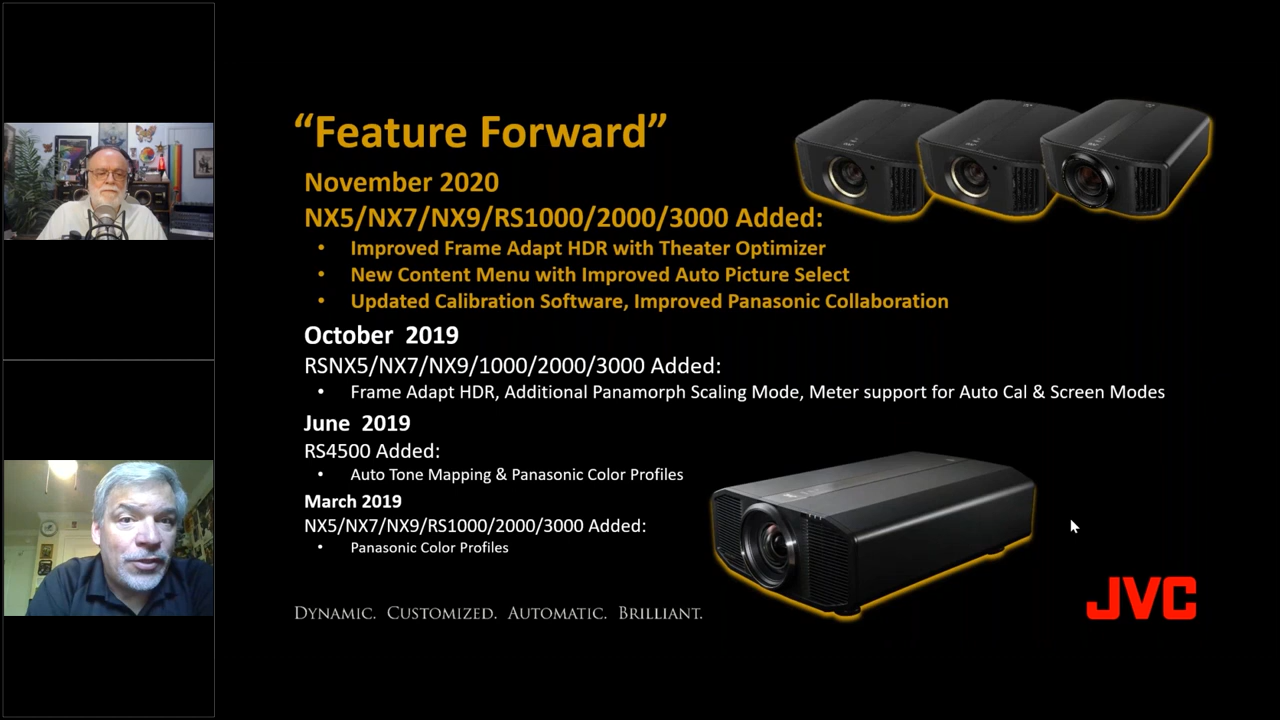 “Feature Forward”
November 2020
NX5/NX7/NX9/RS1000/2000/3000 Added:
• Improved Frame Adapt HDR with Theater Optimizer
• New Content Menu with Improved Auto Picture Select
• Updated Calibration Software, Improved Panasonic Collaboration
October 2019
RSNX5/NX7/NX9/1000/2000/3000 Added:
• Frame Adapt HDR, Additional Panamorph Scaling Mode, Meter support for Auto Cal & Screen Modes
June 2019
RS4500 Added:
• Auto Tone Mapping & Panasonic Color Profiles
March 2019
NX5/NX7/NX9/RS1000/2000/3000 Added:
• Panasonic Color Profiles
DYNAMIC. CUSTOMIZED. AUTOMATIC. BRILLIANT.
JVC